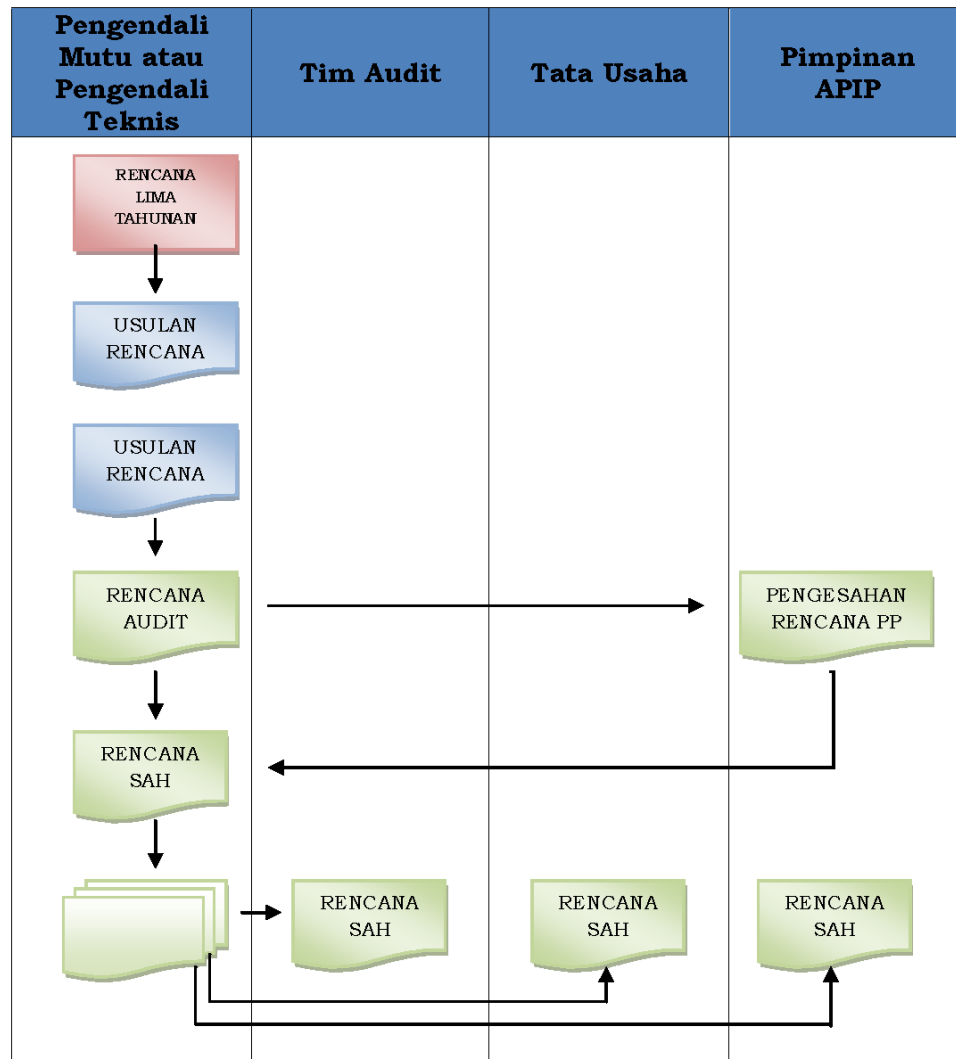 Pengendali
Mutu atau
Pengendali
Teknis
Tim Audit
Tata Usaha
Pimpinan
APIP
RENCANA
LIMA
TAHUNAN
USULAN
RENCANA
USULAN
RENCANA
RENCANA
AUDIT
PENGESAHAN
RENCANA PP
RENCANA
SAH
RENCANA
SAH
RENCANA
SAH
RENCANA
SAH